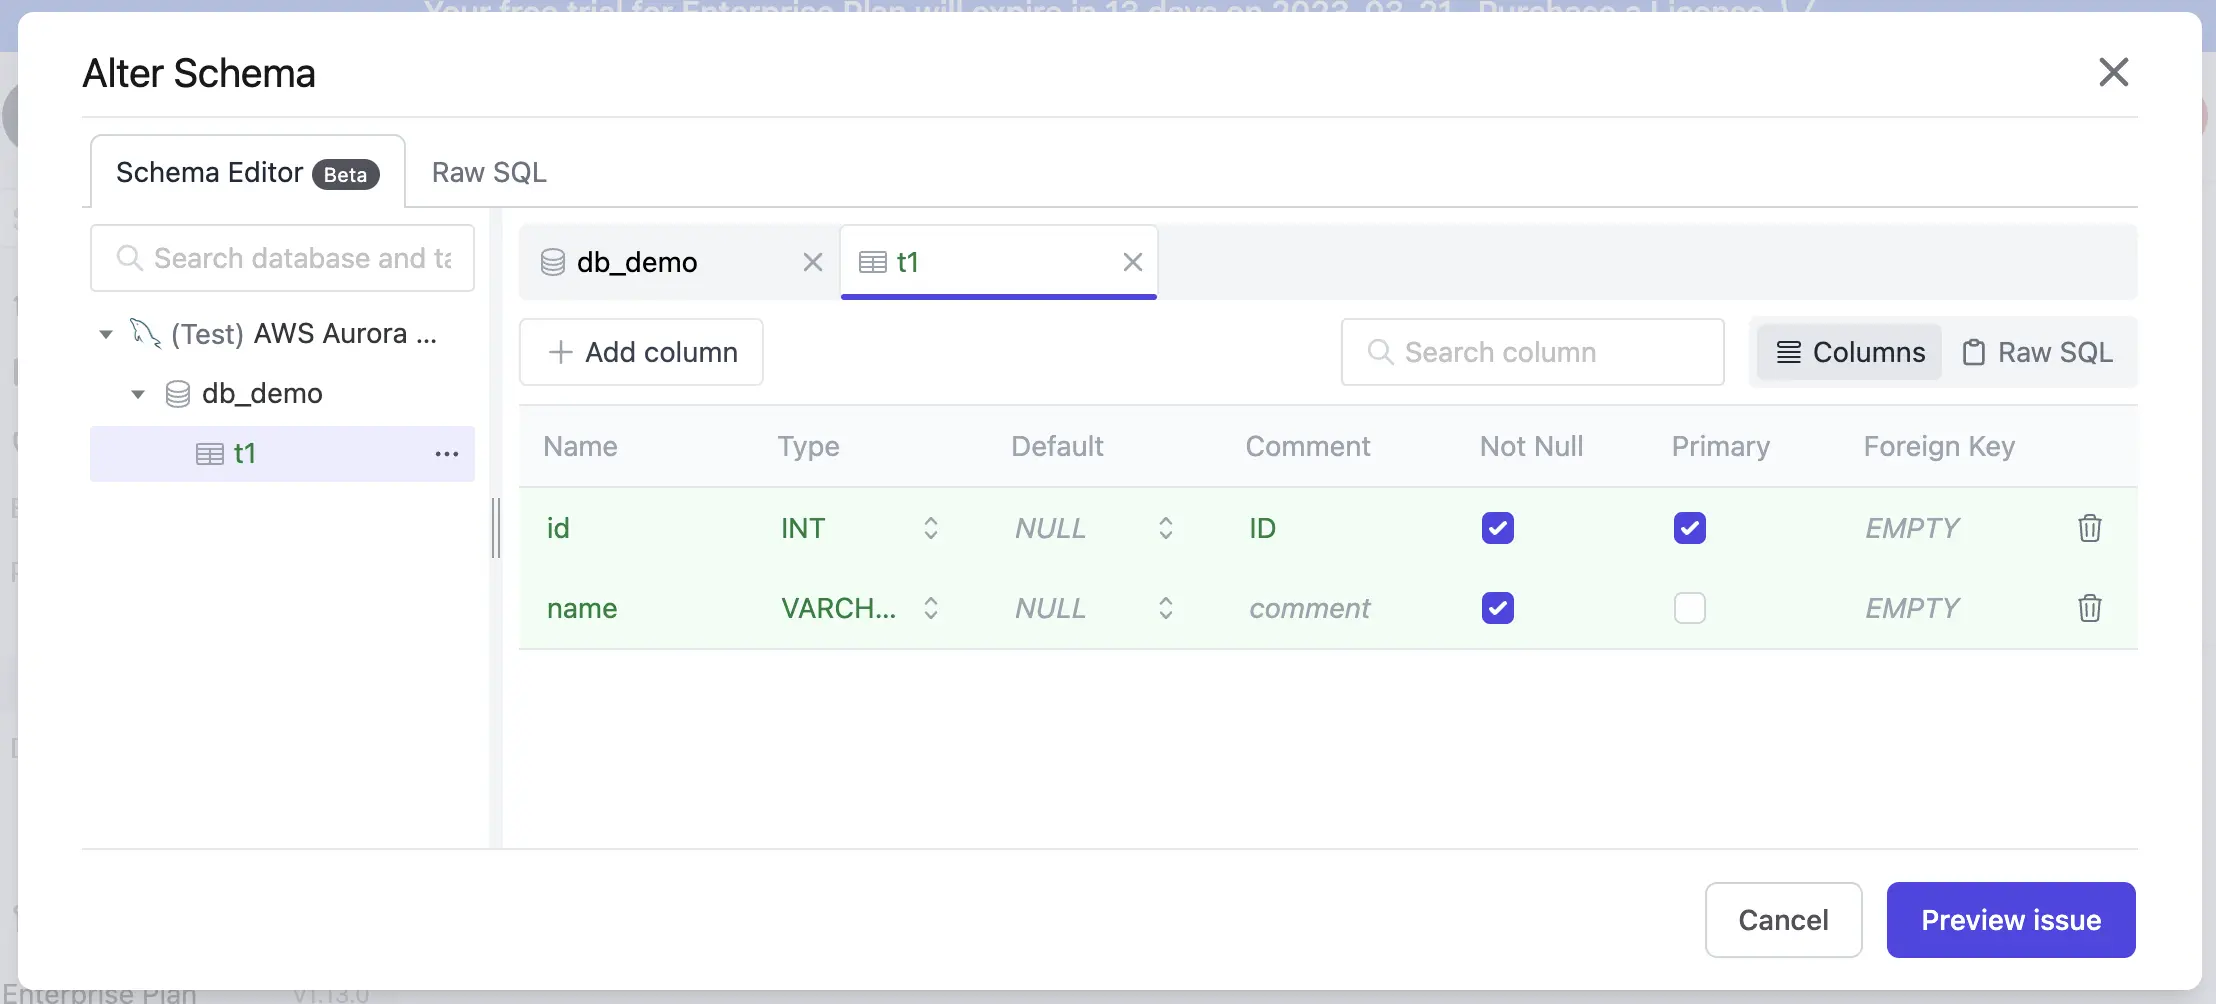 Your free trial for Enterprise Plan will expire in 13 days on 2023-03-21. Purchase a License
Alter Schema
Schema Editor Beta Raw SQL
Search database and ta
db_demo t1
(Test) AWS Aurora ...
Add column Search column Columns Raw SQL
db_demo
t1 ...
Name Type Default Comment Not Null Primary Foreign Key
id INT NULL ID EMPTY
name VARCH... NULL comment EMPTY
Cancel Preview issue
Enterprise Plan v1.13.0